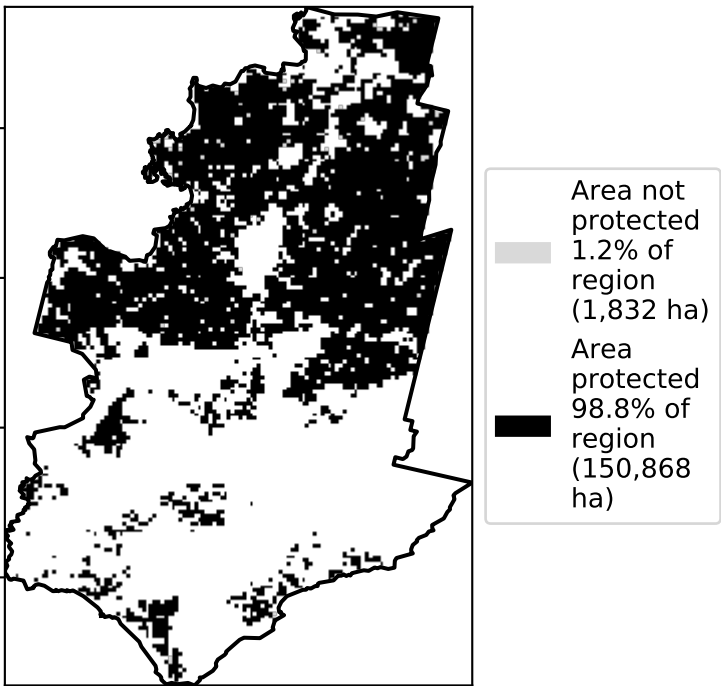 Area not
protected
1.2% of
region
(1,832 ha)
Area
protected
98.8% of
region
(150,868
ha)